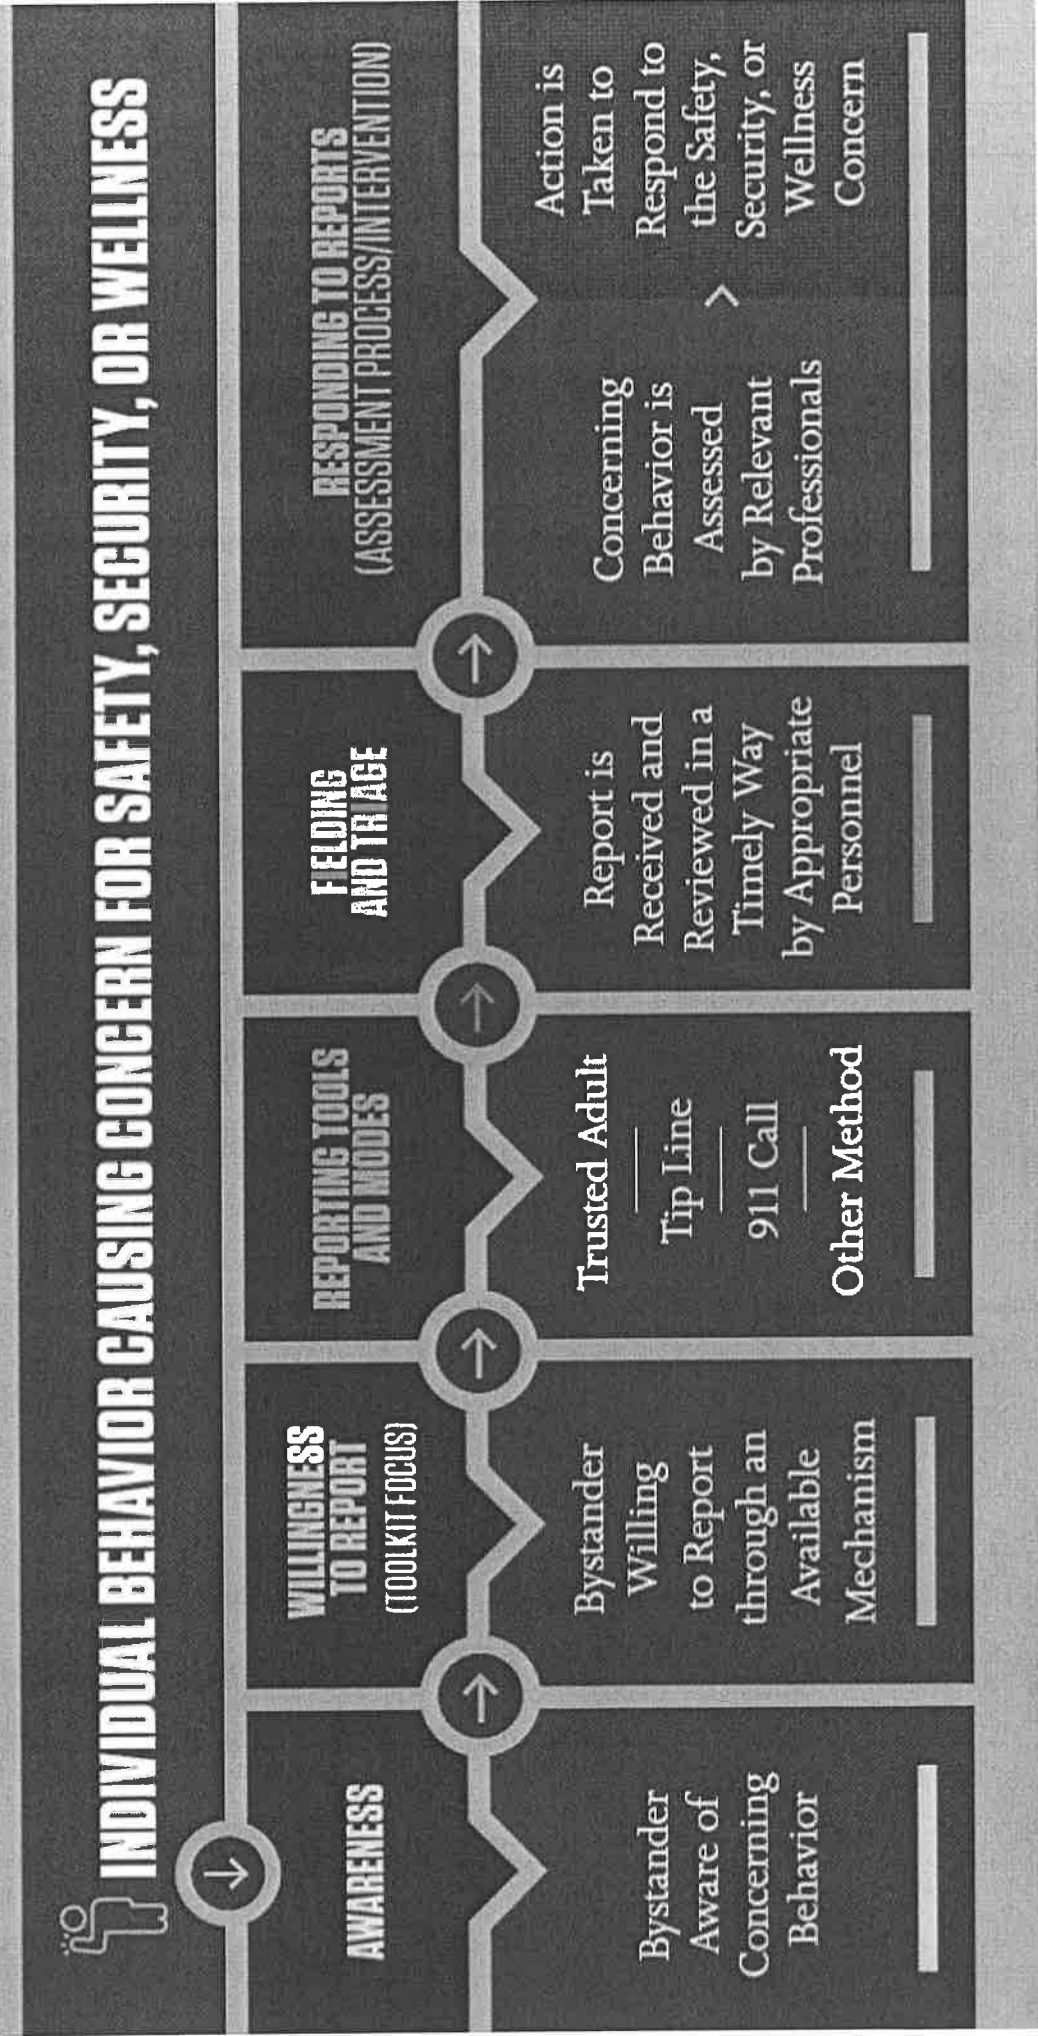 INDIVIDUAL BEHAVIOR CAUSING CONCERN FOR SAFETY, SECURITY, OR WELLNESS
AWARENESS
Bystander
Aware of
Concerning
Behavior
WILLINGNESS
TO REPORT
(TOOLKIT FOCUS)
Bystander
Willing
to Report
through an
Available
Mechanism
REPORTING TOOLS
AND MODES
Trusted Adult
Tip Line
911 Call
Other Method
FIELDING
AND TRIAGE
Report is
Received and
Reviewed in a
Timely Way
by Appropriate
Personnel
RESPONDING TO REPORTS
(ASSESSMENT PROCESS/INTERVENTION)
Concerning
Behavior is
Assessed
by Relevant
Professionals
>
Action is
Taken to
Respond to
the Safety,
Security, or
Wellness
Concern